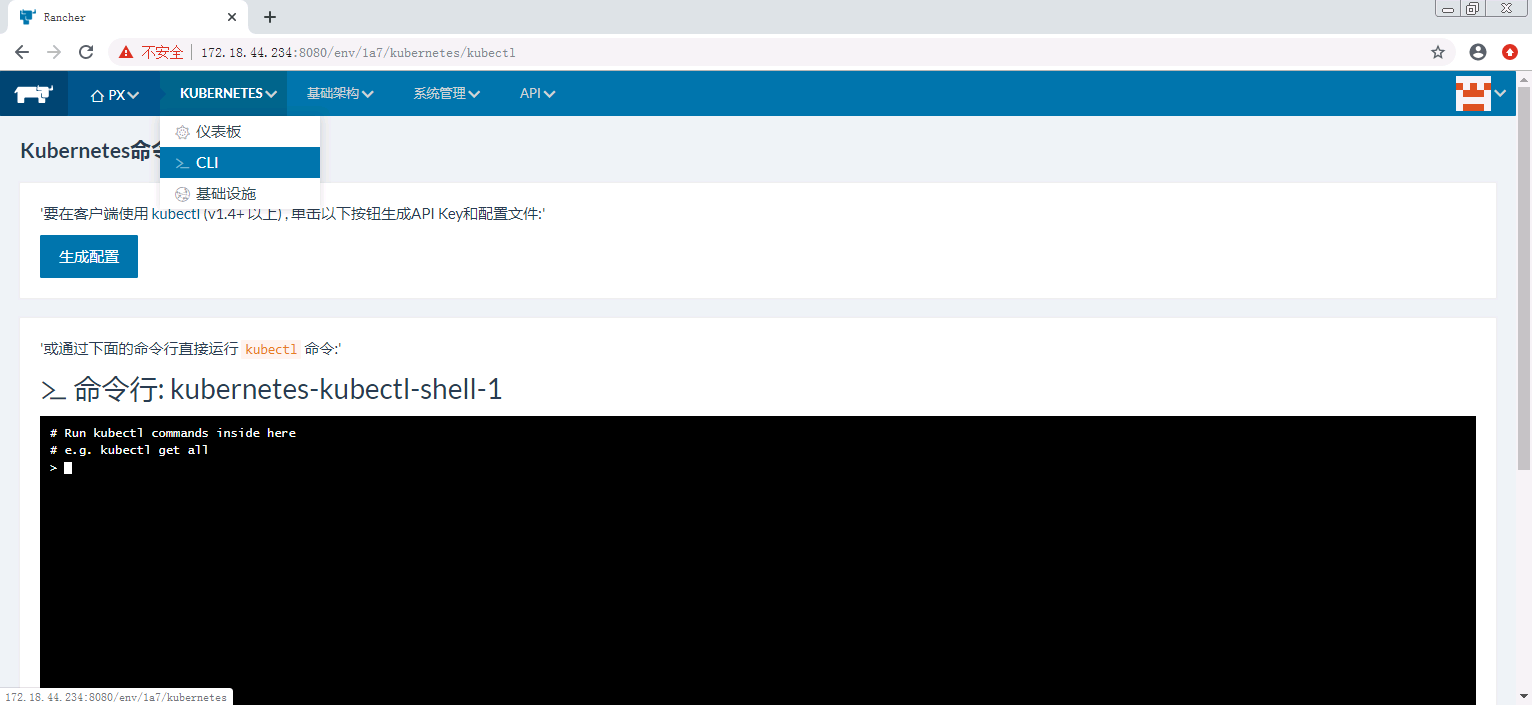 Rancher
不安全 172.18.44.234:8080/env/1a7/kubernetes/kubectl
PX KUBERNETES 基础架构 系统管理 API
仪表板
CLI
基础设施
Kubernetes命
'要在客户端使用 kubectl (v1.4+ 以上) , 单击以下按钮生成API Key和配置文件:'
生成配置
'或通过下面的命令行直接运行 kubectl 命令:'
>_ 命令行: kubernetes-kubectl-shell-1
# Run kubectl commands inside here
# e.g. kubectl get all
>
172.18.44.234:8080/env/1a7/kubernetes